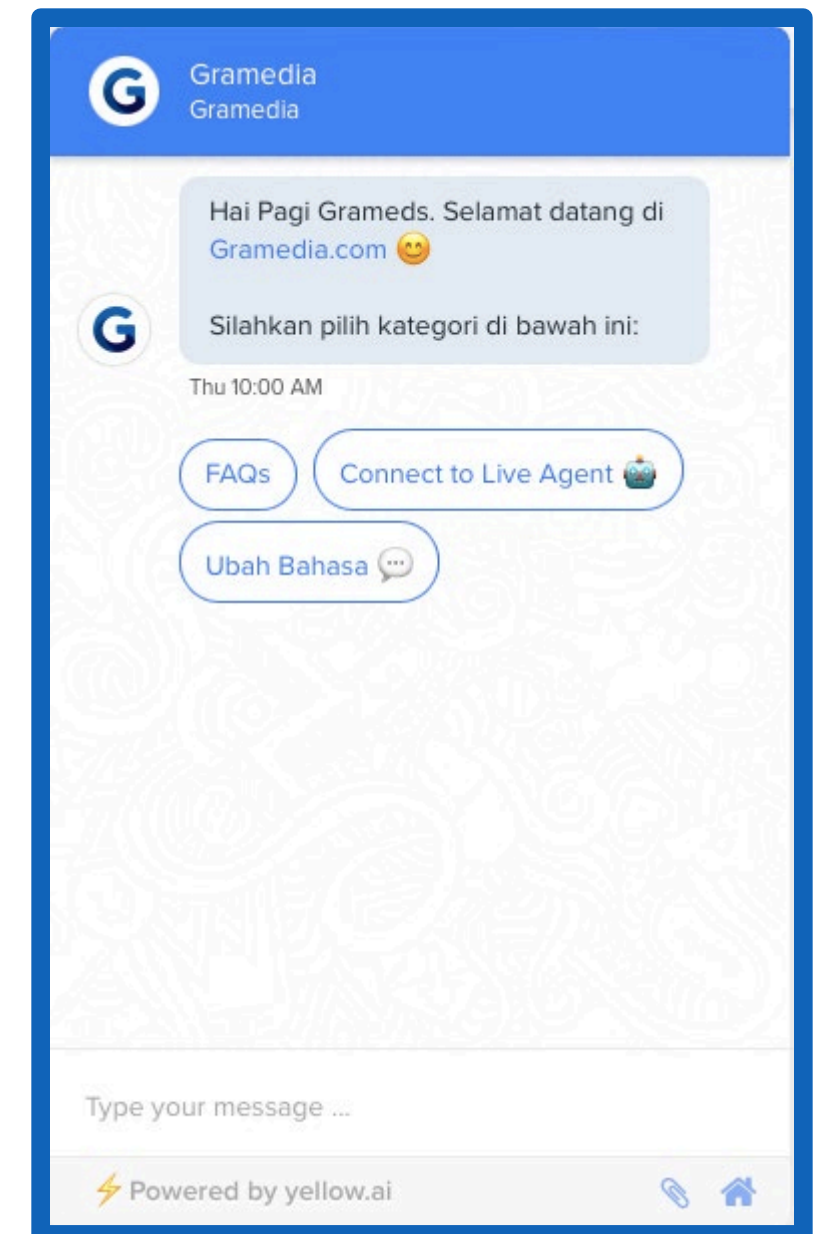 G
Gramedia
Gramedia
Hai Pagi Grameds. Selamat datang di
Gramedia.com 😊
G
Silahkan pilih kategori di bawah ini:
Thu 10:00 AM
FAQs
Connect to Live Agent 🤖
Ubah Bahasa 💬
Type your message ...
⚡ Powered by yellow.ai